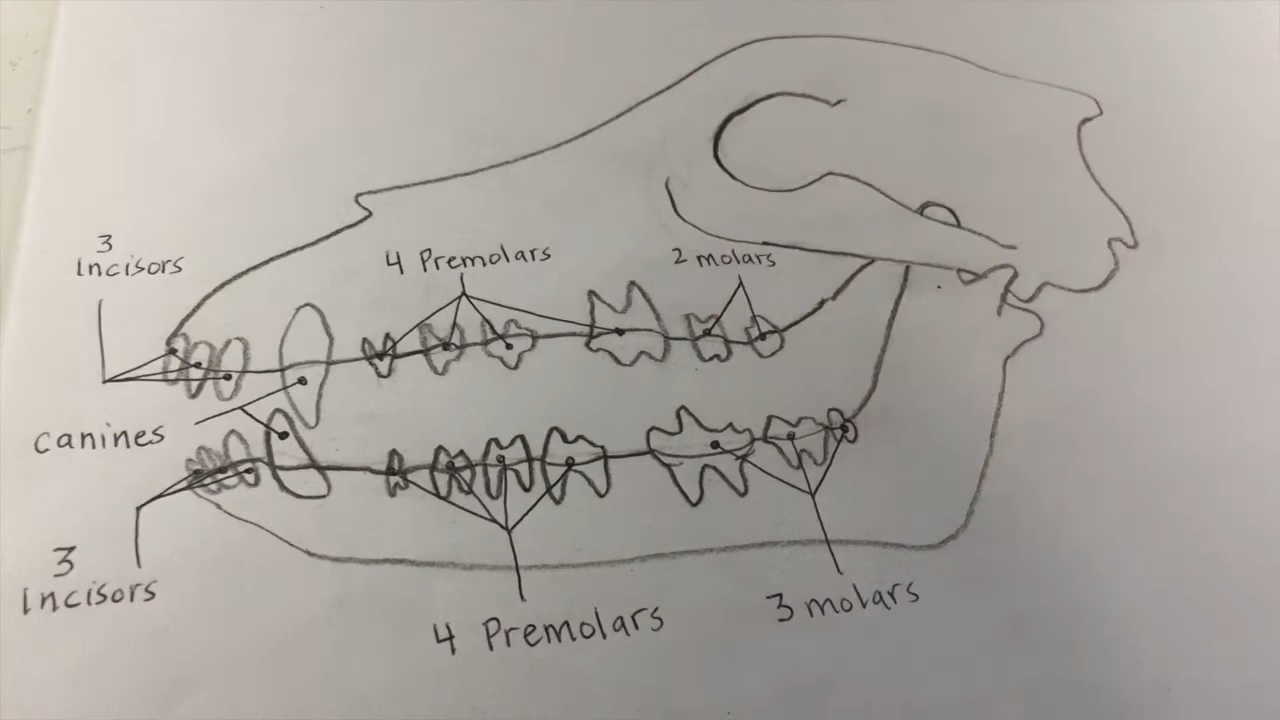 3
Incisors
4 Premolars
2 molars
canines
3
Incisors
4 Premolars
3 molars